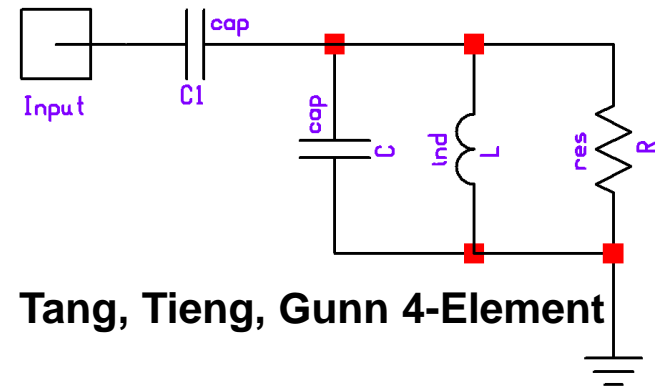 cap
Input
C1
cap
C
ind
L
res
R
Tang, Tieng, Gunn 4-Element